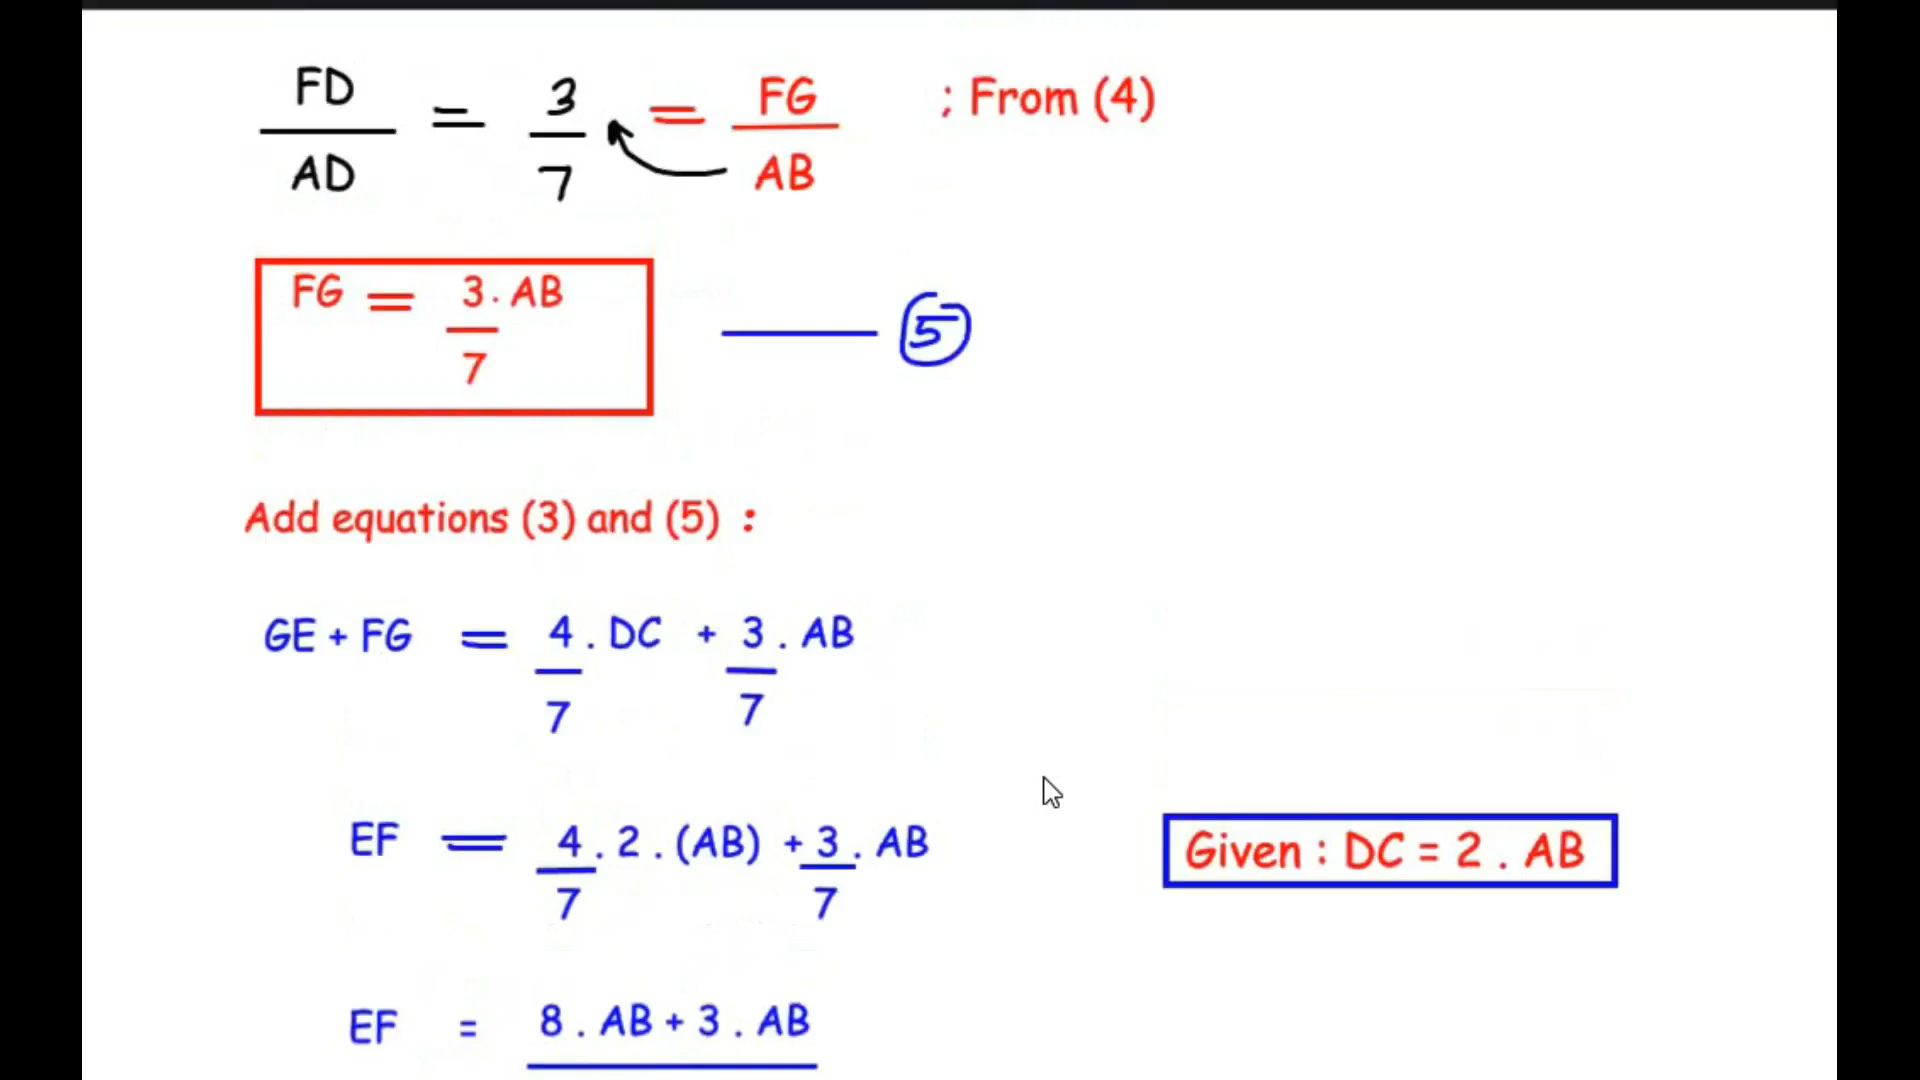 FD/AD = 3/7 = FG/AB ; From (4)
FG = 3/7 . AB 5
Add equations (3) and (5) :
GE + FG = 4/7 . DC + 3/7 . AB
EF = 4/7 . 2 . (AB) + 3/7 . AB
Given : DC = 2 . AB
EF = 8 . AB + 3 . AB